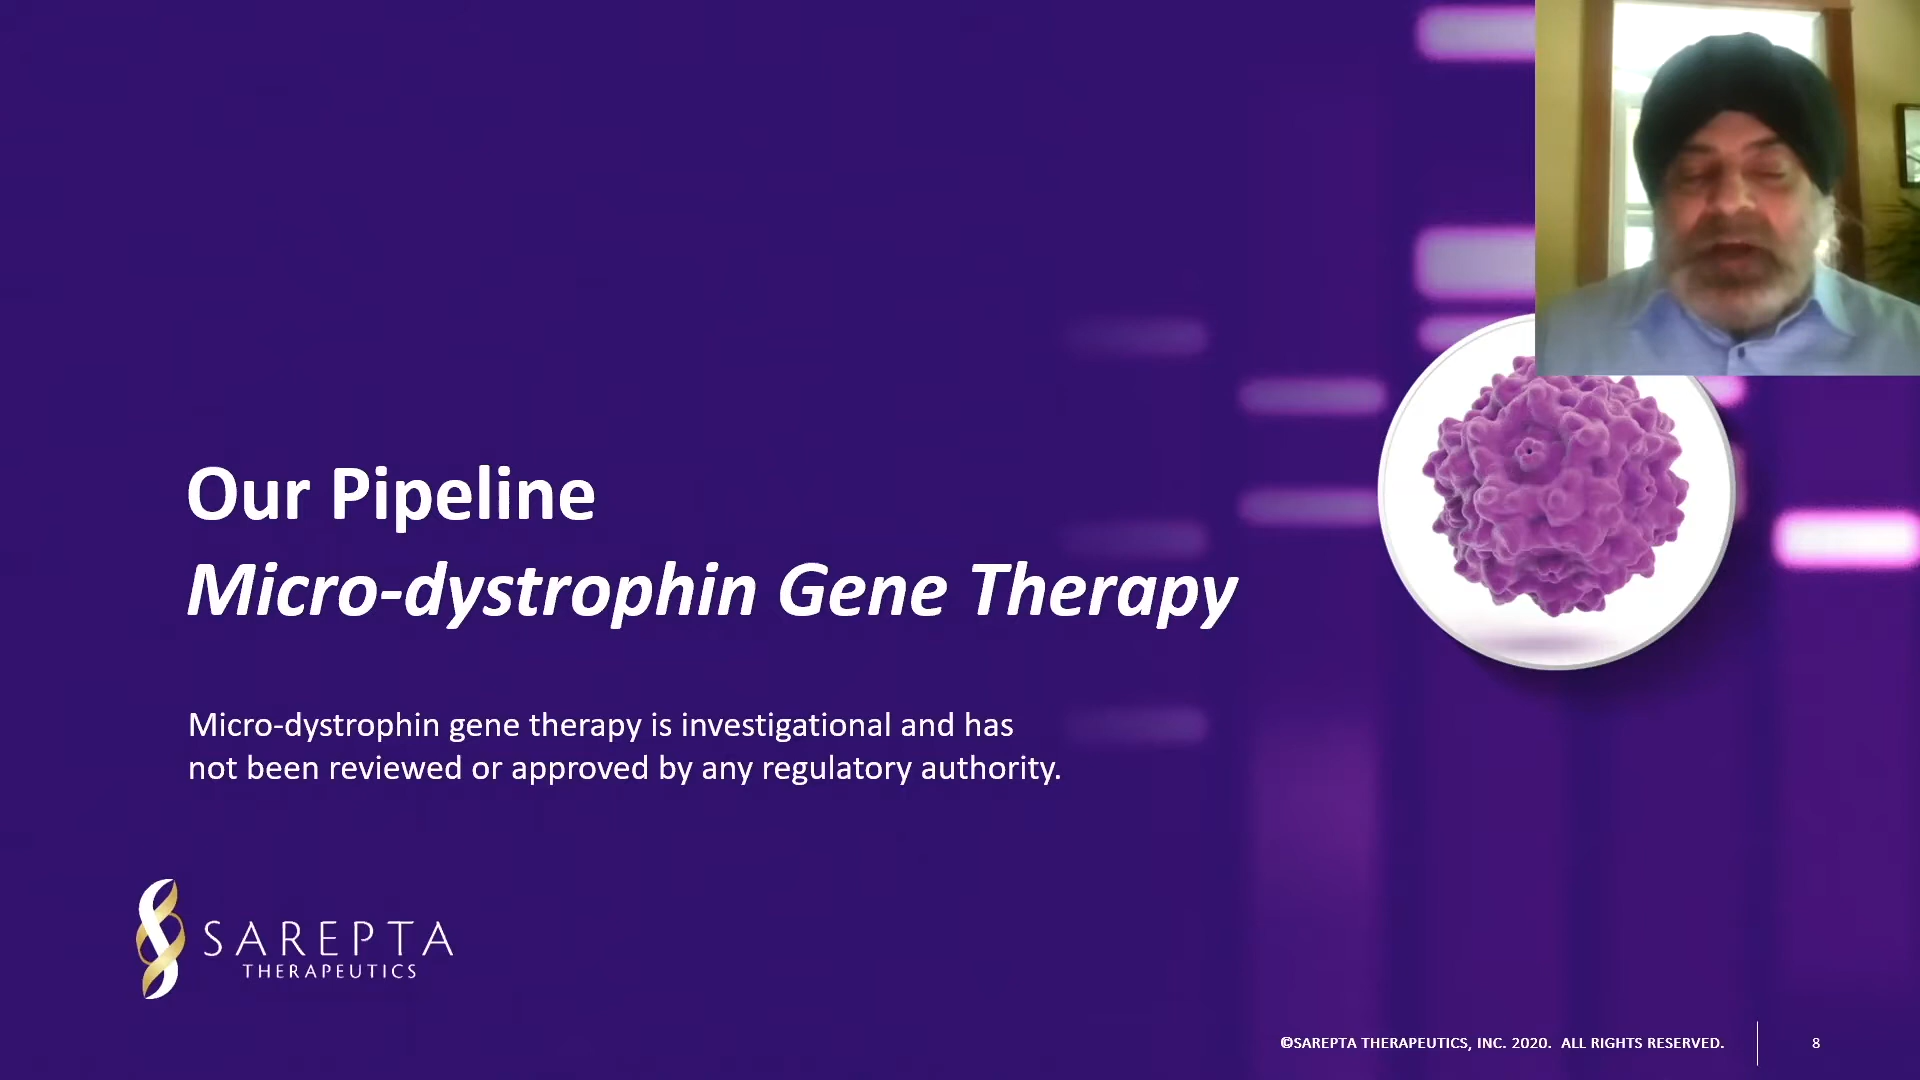 Our Pipeline
Micro-dystrophin Gene Therapy
Micro-dystrophin gene therapy is investigational and has
not been reviewed or approved by any regulatory authority.
SAREPTA
THERAPEUTICS
©SAREPTA THERAPEUTICS, INC. 2020. ALL RIGHTS RESERVED.
8